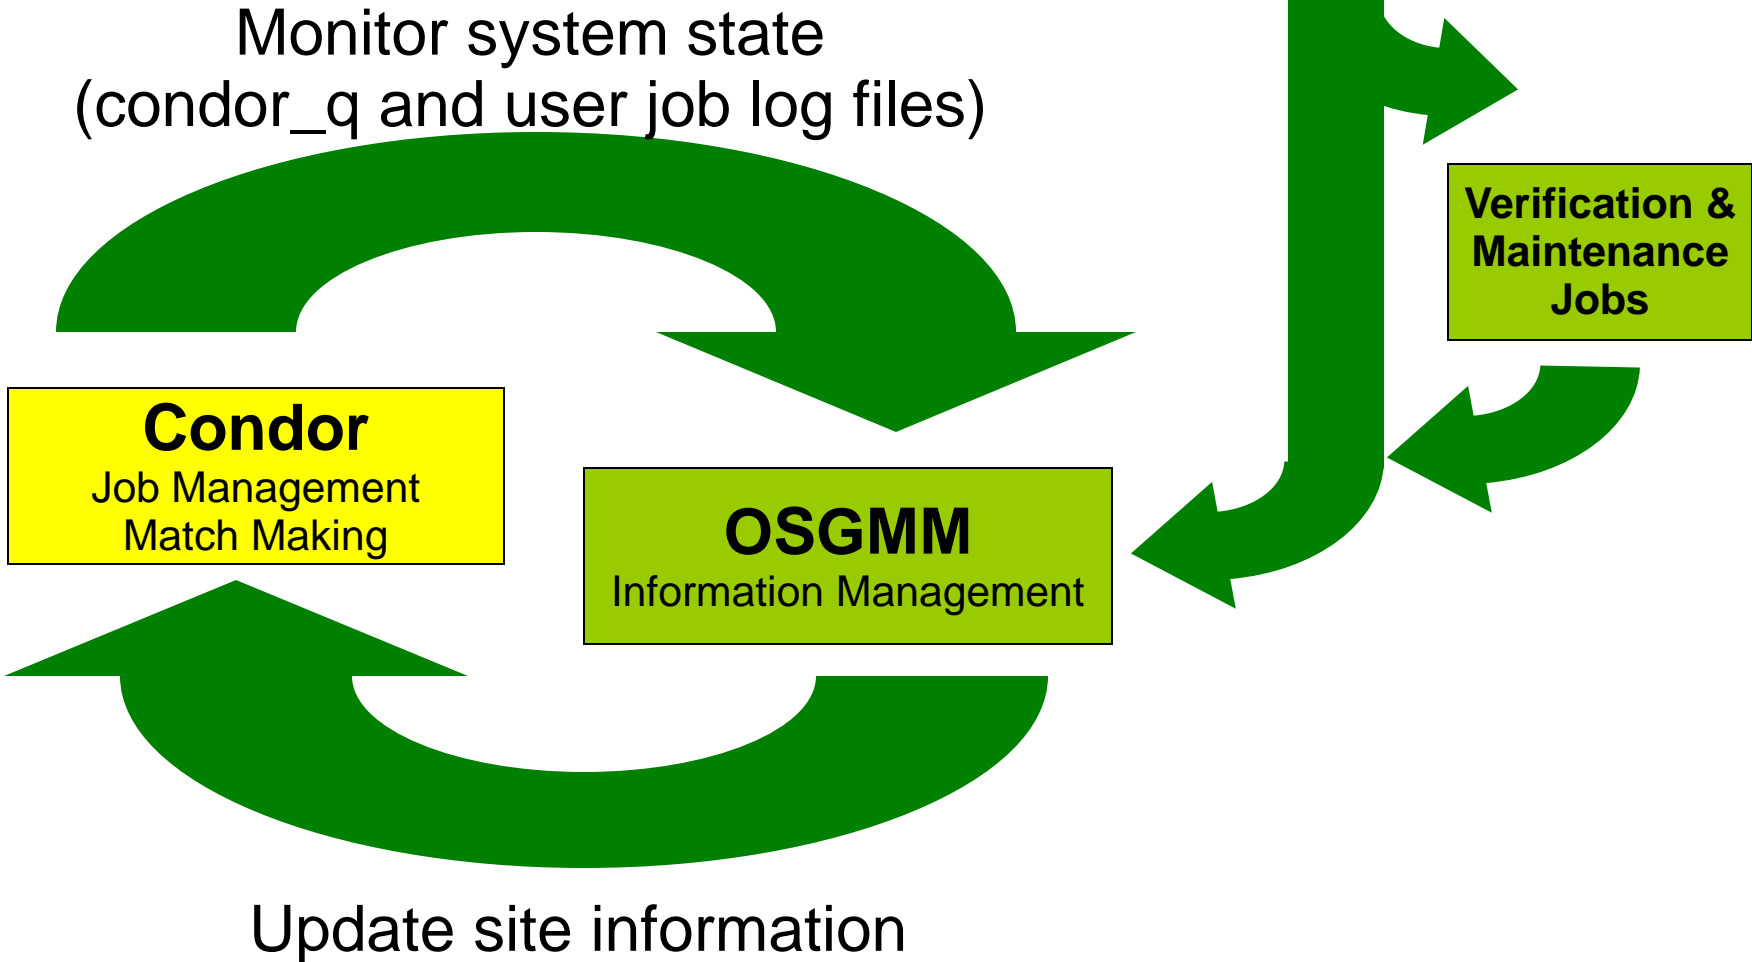 Monitor system state
(condor_q and user job log files)
Verification &
Maintenance
Jobs
Condor
Job Management
Match Making
OSGMM
Information Management
Update site information